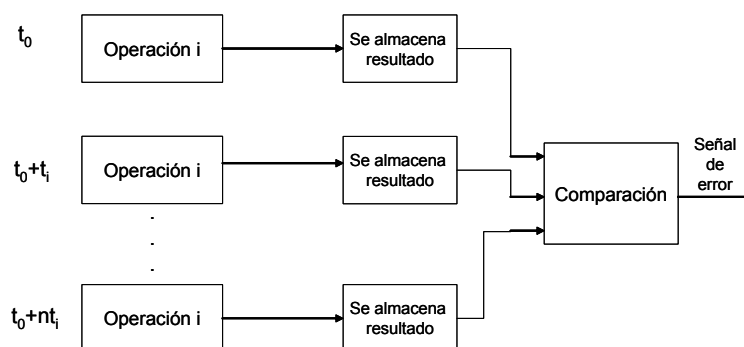 t₀
Operación i
Se almacena
resultado
t₀+tᵢ
Operación i
Se almacena
resultado
Comparación
Señal
de
error
t₀+ntᵢ
Operación i
Se almacena
resultado